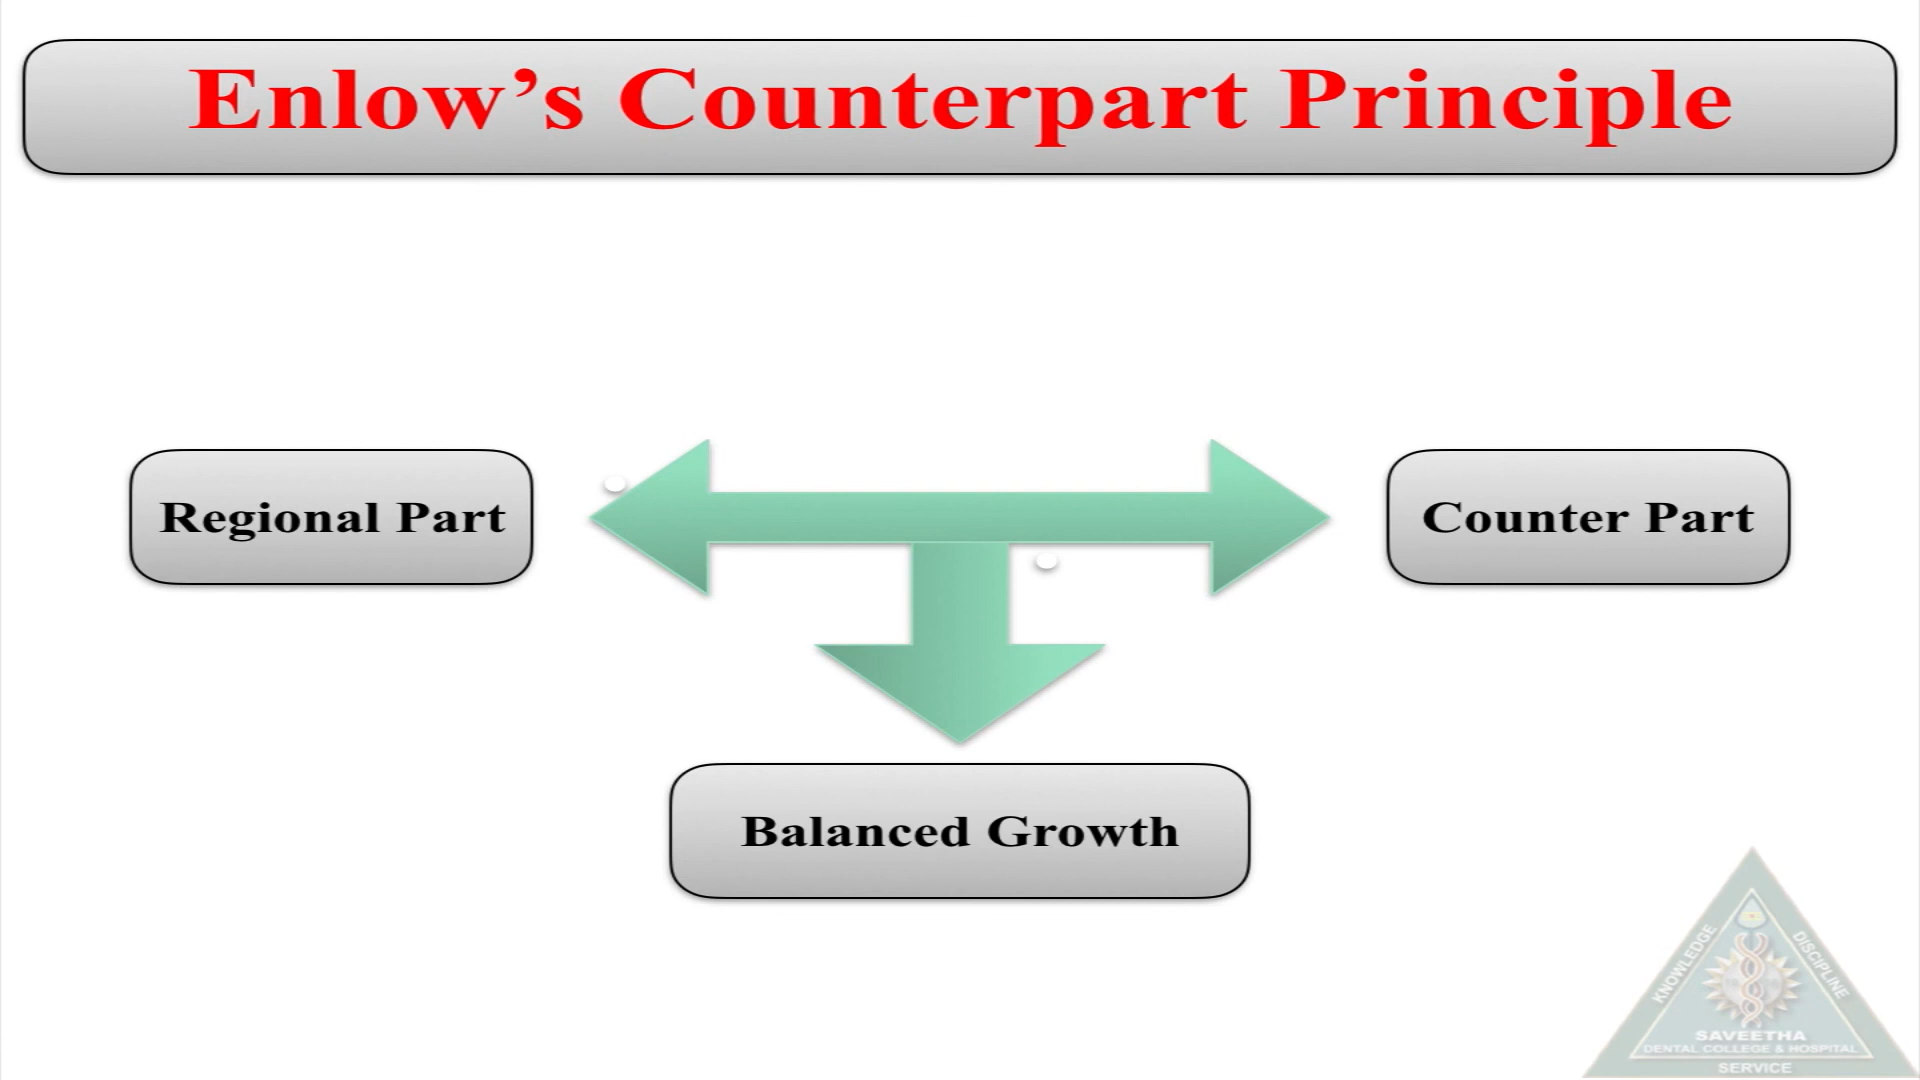 Enlow’s Counterpart Principle
Regional Part
Counter Part
Balanced Growth
KNOWLEDGE
DISCIPLINE
SAVEETHA
DENTAL COLLEGE & HOSPITAL
SERVICE